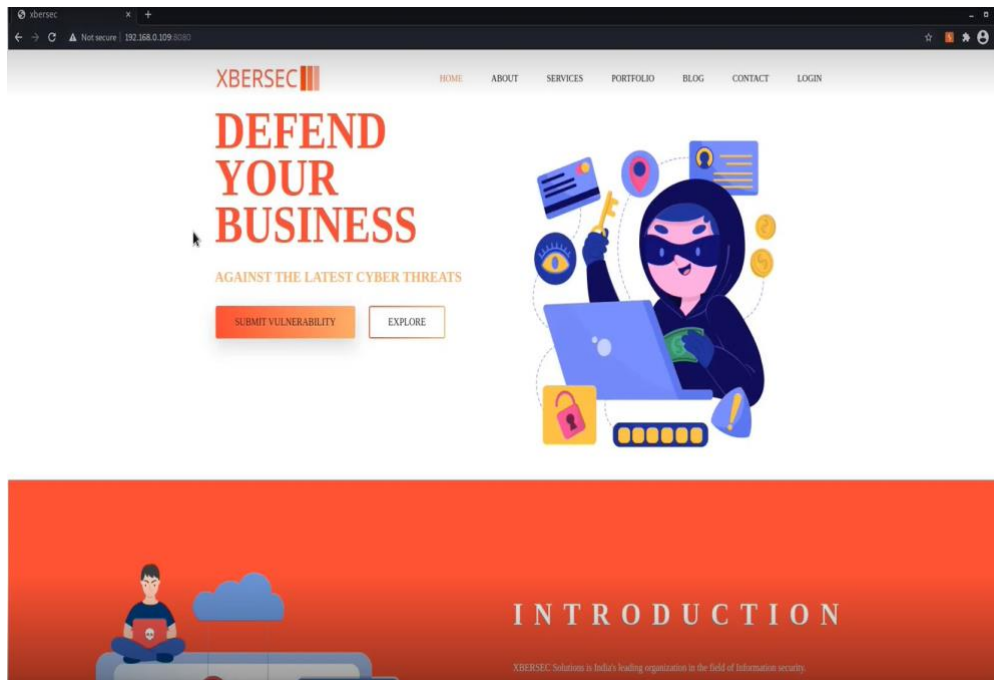 xbersec
Not secure 192.168.0.109:8080
XBERSEC
HOME ABOUT SERVICES PORTFOLIO BLOG CONTACT LOGIN
DEFEND
YOUR
BUSINESS
AGAINST THE LATEST CYBER THREATS
SUBMIT VULNERABILITY EXPLORE
INTRODUCTION
XBERSEC Solutions is India's leading organization in the field of Information security.